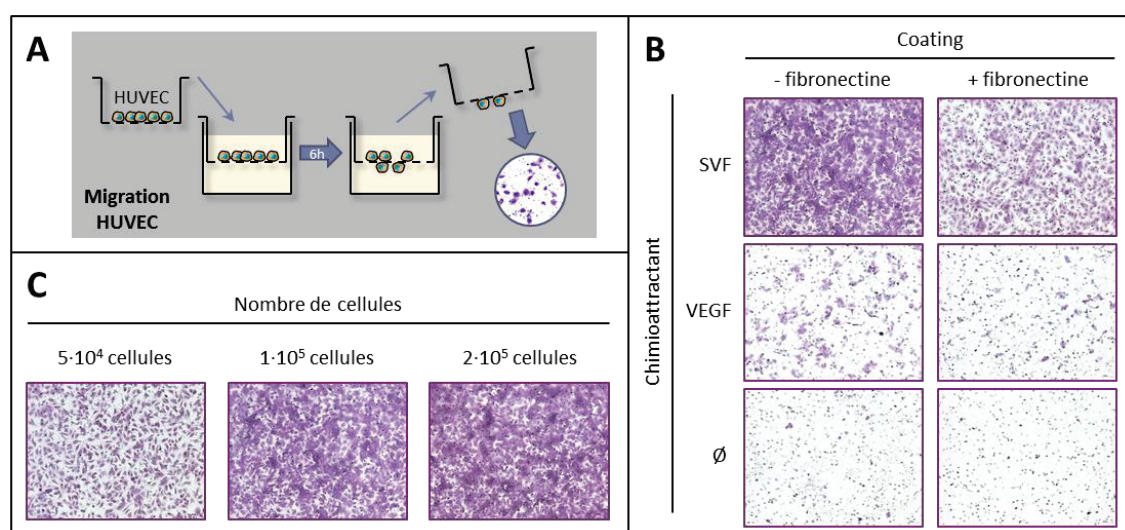 A
HUVEC
6h
Migration
HUVEC
B
Coating
- fibronectine
+ fibronectine
Chimioattractant
SVF
VEGF
Ø
C
Nombre de cellules
5·10⁴ cellules
1·10⁵ cellules
2·10⁵ cellules